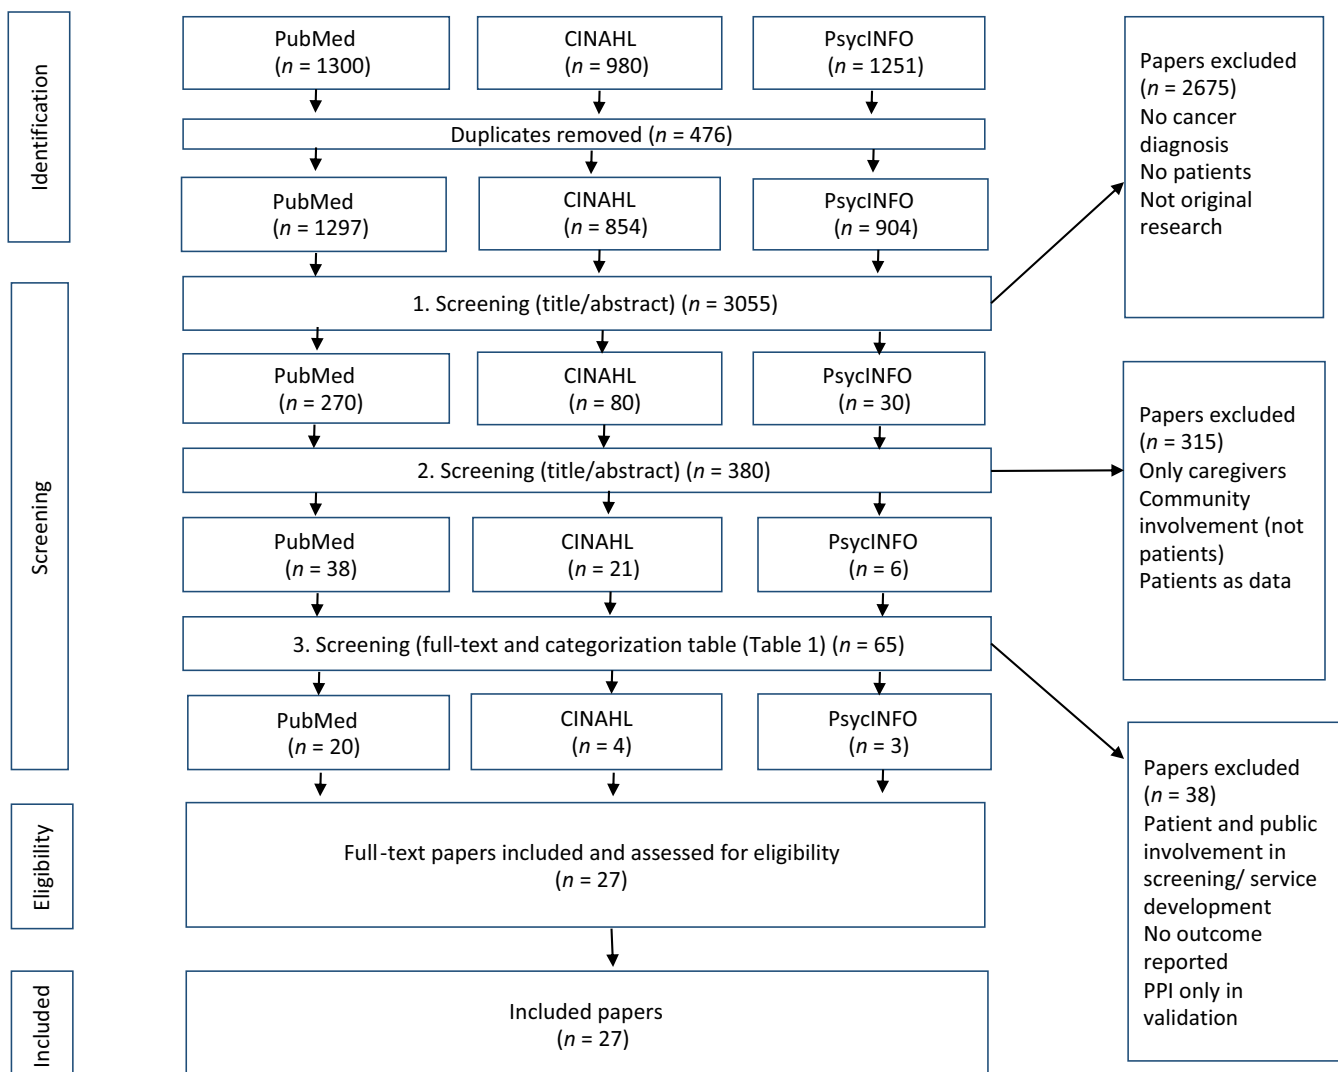 Identification
PubMed
(n = 1300)
CINAHL
(n = 980)
PsycINFO
(n = 1251)
Duplicates removed (n = 476)
PubMed
(n = 1297)
CINAHL
(n = 854)
PsycINFO
(n = 904)
Papers excluded
(n = 2675)
No cancer
diagnosis
No patients
Not original
research
Screening
1. Screening (title/abstract) (n = 3055)
PubMed
(n = 270)
CINAHL
(n = 80)
PsycINFO
(n = 30)
2. Screening (title/abstract) (n = 380)
Papers excluded
(n = 315)
Only caregivers
Community
involvement (not
patients)
Patients as data
PubMed
(n = 38)
CINAHL
(n = 21)
PsycINFO
(n = 6)
3. Screening (full-text and categorization table (Table 1) (n = 65)
PubMed
(n = 20)
CINAHL
(n = 4)
PsycINFO
(n = 3)
Papers excluded
(n = 38)
Patient and public
involvement in
screening/ service
development
No outcome
reported
PPI only in
validation
Eligibility
Full-text papers included and assessed for eligibility
(n = 27)
Included
Included papers
(n = 27)